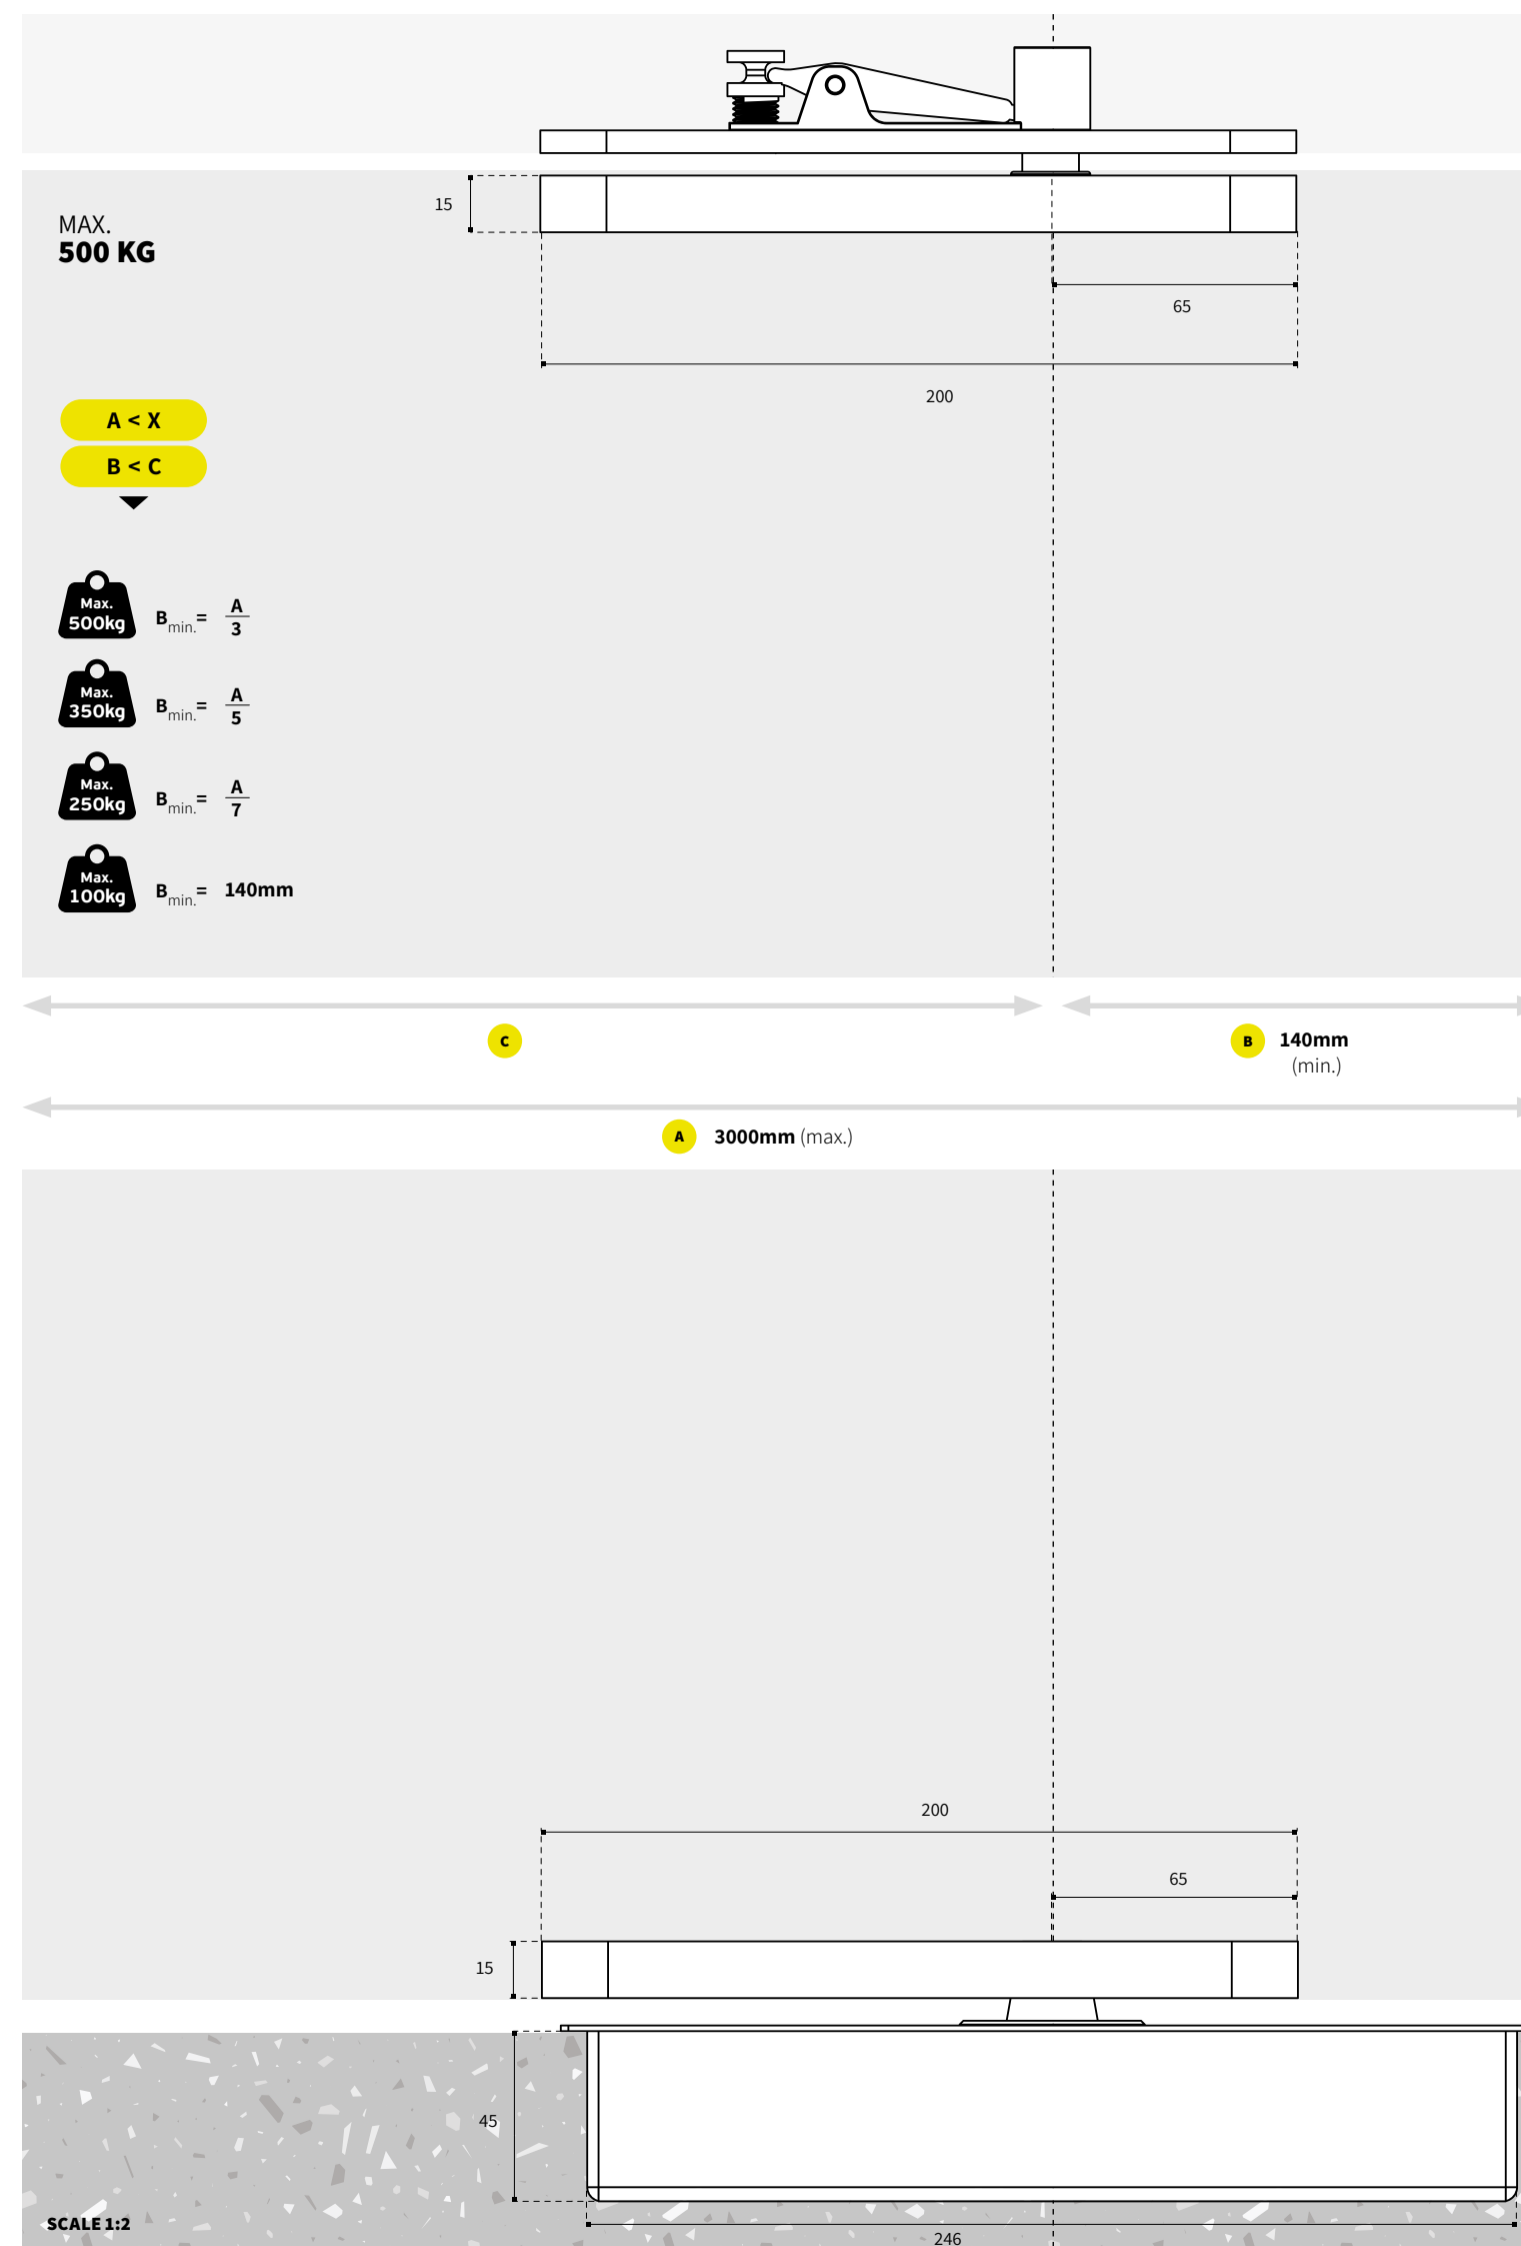 15
MAX.
500 KG
65
200
A < X
B < C
Max.
500kg
Bmin.= A/3
Max.
350kg
Bmin.= A/5
Max.
250kg
Bmin.= A/7
Max.
100kg
Bmin.= 140mm
C
B 140mm
(min.)
A 3000mm (max.)
200
65
15
45
SCALE 1:2
246